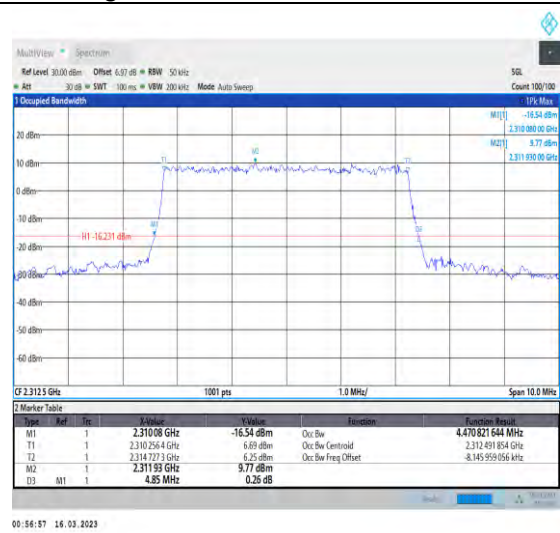 MultiView Spectrum
Ref Level 30.00 dBm Offset 6.97 dB RBW 50 kHz SGL
Att 30 dB SWT 100 ms VBW 200 kHz Mode Auto Sweep Count 100/100
1 Occupied Bandwidth 1Pk Max
M1[1] -16.54 dBm
2.310 080 00 GHz
M2[1] 9.77 dBm
2.311 930 00 GHz
20 dBm
M2
T1 T2
10 dBm
0 dBm
-10 dBm
M1 D3
H1 -16.231 dBm
-20 dBm
-30 dBm
-40 dBm
-50 dBm
-60 dBm
CF 2.312 5 GHz 1001 pts 1.0 MHz/ Span 10.0 MHz
2 Marker Table
Type Ref Trc X-Value Y-Value Function Function Result
M1 1 2.310 08 GHz -16.54 dBm Occ Bw 4.470 821 644 MHz
T1 1 2.310 256 4 GHz 6.69 dBm Occ Bw Centroid 2.312 491 854 GHz
T2 1 2.314 727 3 GHz 6.25 dBm Occ Bw Freq Offset -8.145 959 056 kHz
M2 1 2.311 93 GHz 9.77 dBm
D3 M1 1 4.85 MHz 0.26 dB
00:56:57 16.03.2023